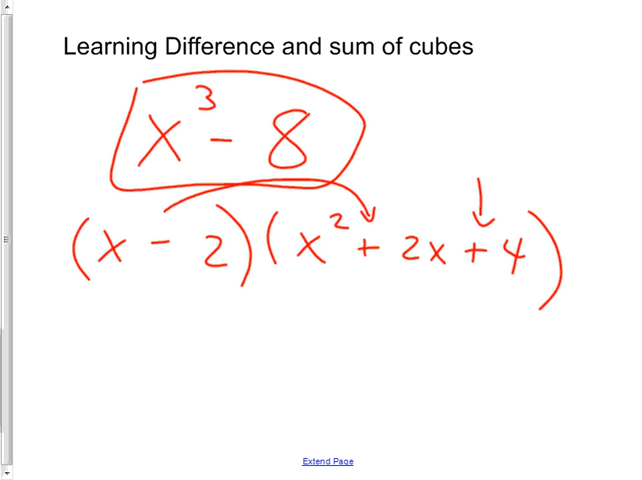 Learning Difference and sum of cubes
x³ - 8
(x - 2)(x² + 2x + 4)
Extend Page